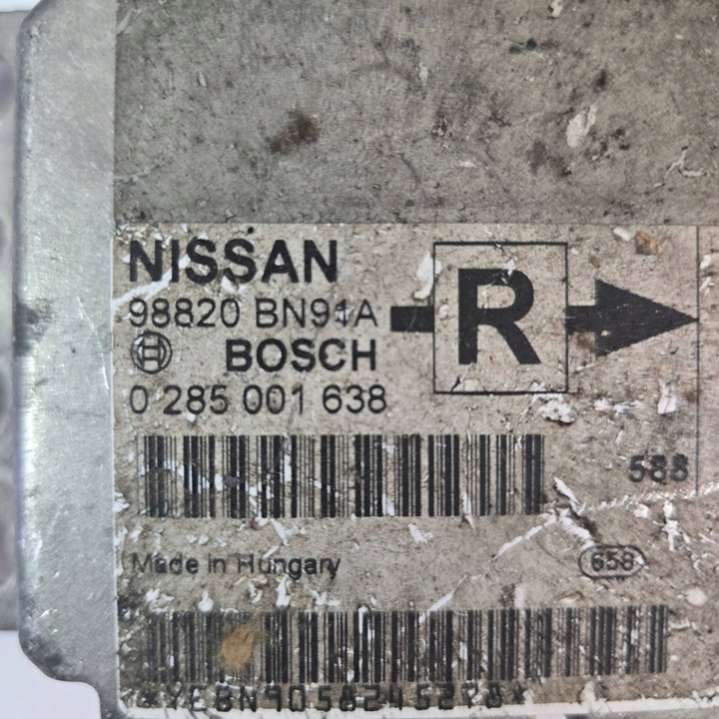 NISSAN
98820 BN91A
R
BOSCH
0 285 001 638
588
Made in Hungary
658